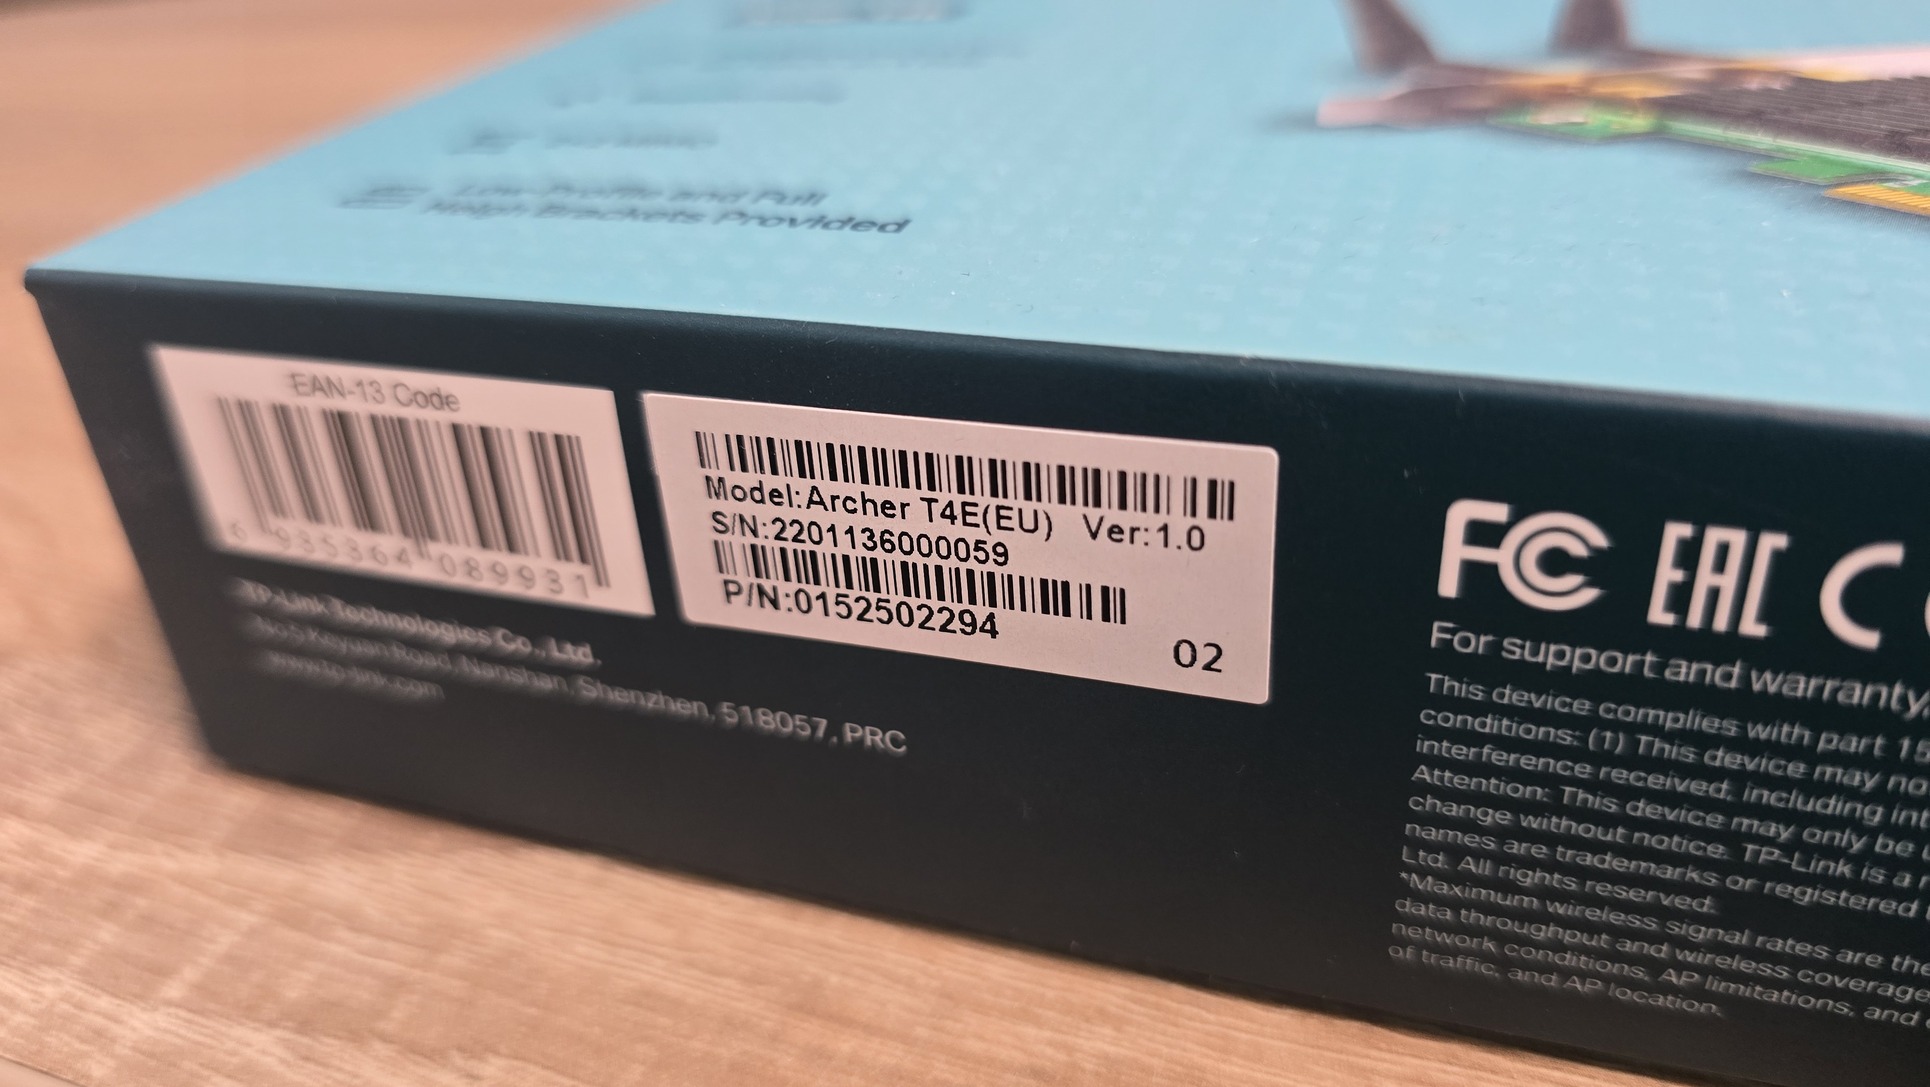 Low-Profile and Full
Heigh Brackets Provided
EAN-13 Code
6 935364 089931
TP-Link Technologies Co., Ltd.
Keyuan Road, Nanshan, Shenzhen, 518057, PRC
www.tp-link.com
Model:Archer T4E(EU) Ver:1.0
S/N:2201136000059
P/N:0152502294
02
FC EAC C
For support and warranty,
This device complies with part 15
conditions: (1) This device may no
interference received, including int
Attention: This device may only be u
change without notice. TP-Link is a r
names are trademarks or registered
Ltd. All rights reserved.
*Maximum wireless signal rates are the
data throughput and wireless coverage
network conditions, AP limitations, and
of traffic, and AP location.